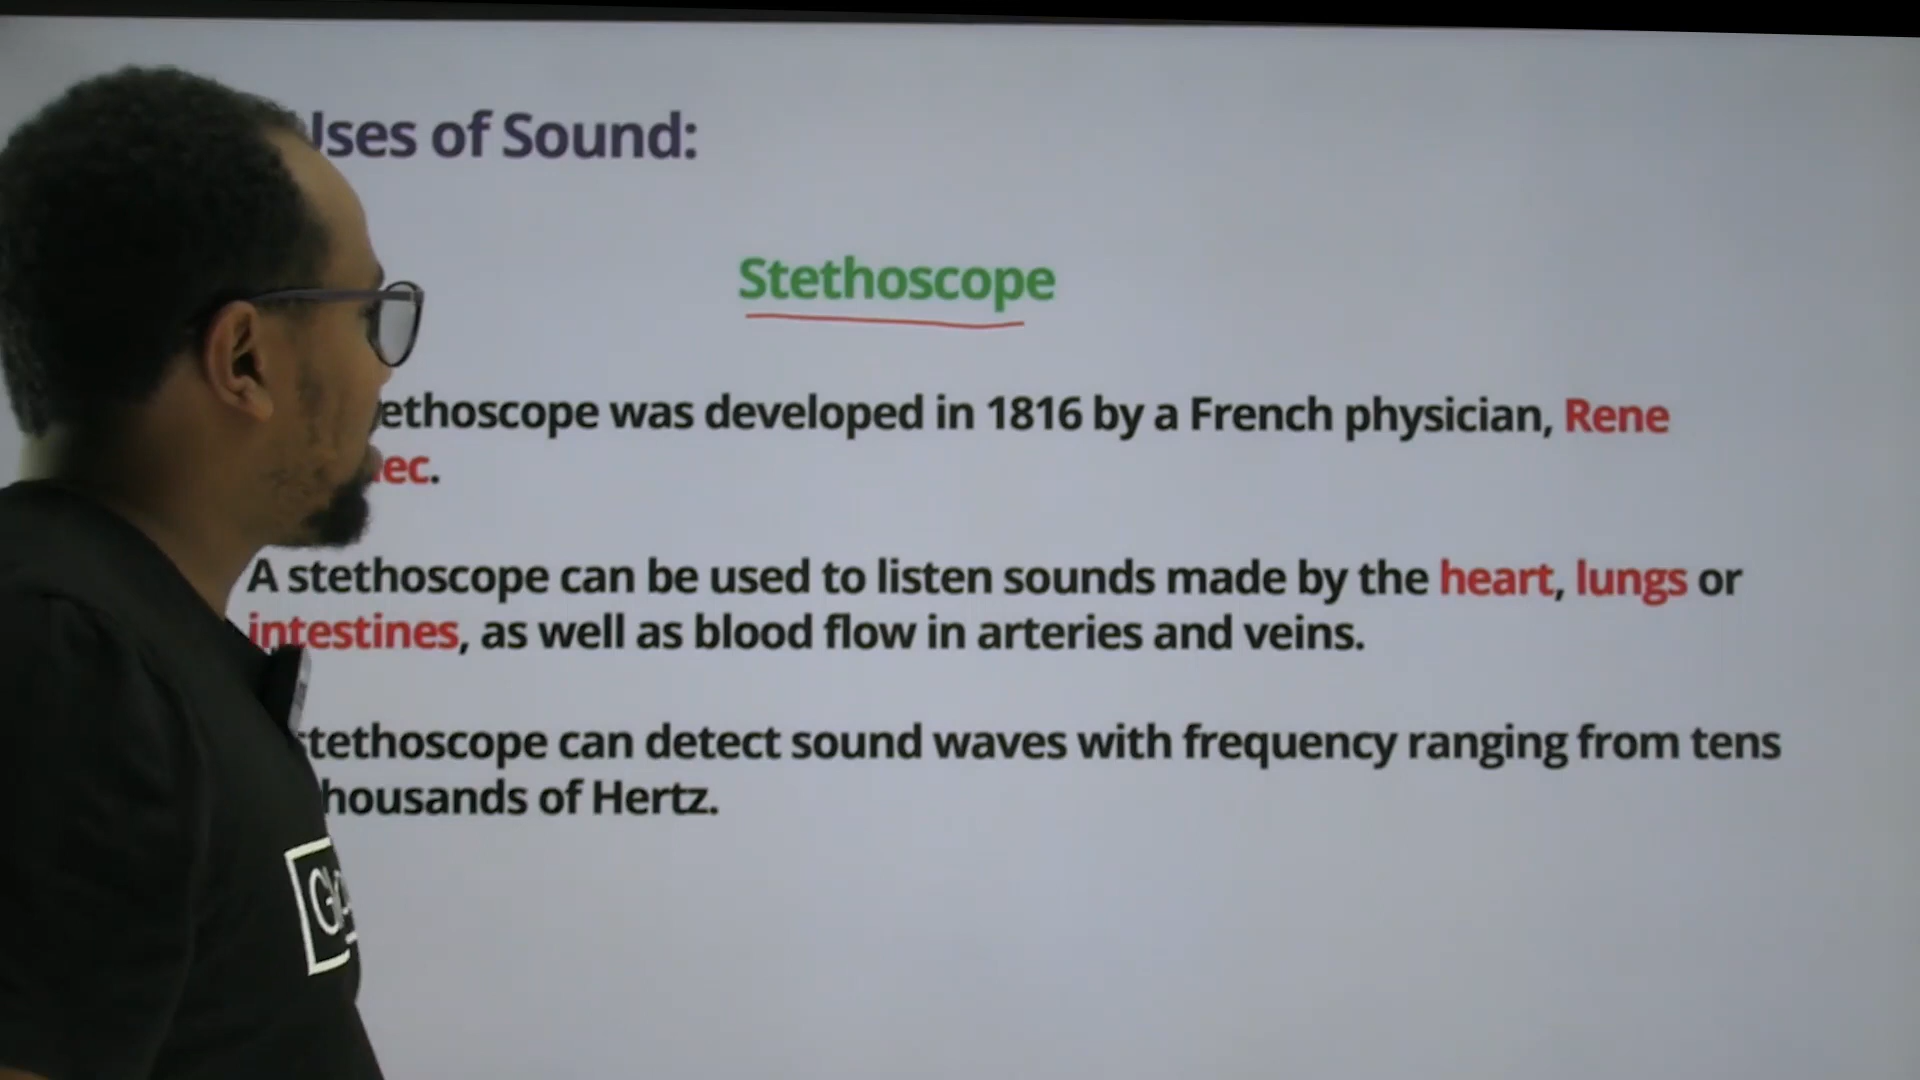 Uses of Sound:
Stethoscope
ethoscope was developed in 1816 by a French physician, Rene
ec.
A stethoscope can be used to listen sounds made by the heart, lungs or
intestines, as well as blood flow in arteries and veins.
stethoscope can detect sound waves with frequency ranging from tens
housands of Hertz.